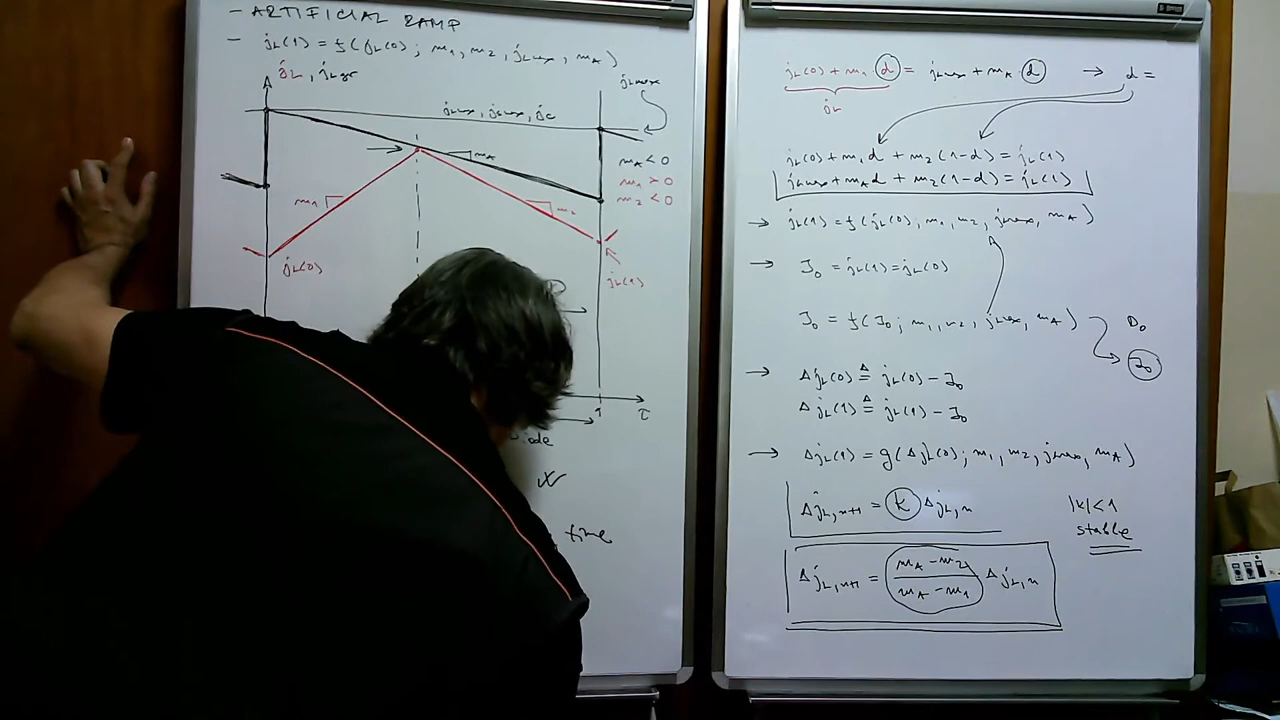 - ARTIFICIAL RAMP
- jL(1) = f(jL(0); m1, m2, jLmax, mA)
jL, jLgr
jLmax
jLmax, jGmax, jc
mA
mA < 0
m1 > 0
m2 < 0
m1
m2
jL(0)
jL(1)
1 τ
time
jL(0) + m1 d = jLmax + mA d → d =
jL
jL(0) + m1 d + m2 (1-d) = jL(1)
jLmax + mA d + m2 (1-d) = jL(1)
→ jL(1) = f(jL(0), m1, m2, jLmax, mA)
→ J0 = jL(1) = jL(0)
J0 = f(J0; m1, m2, jLmax, mA) D0
J0
→ ΔjL(0) ≜ jL(0) - J0
ΔjL(1) ≜ jL(1) - J0
→ ΔjL(1) = g(ΔjL(0); m1, m2, jLmax, mA)
ΔjL,n+1 = k ΔjL,n
|k| < 1
stable
ΔjL,n+1 = (mA - m2)/(mA - m1) ΔjL,n